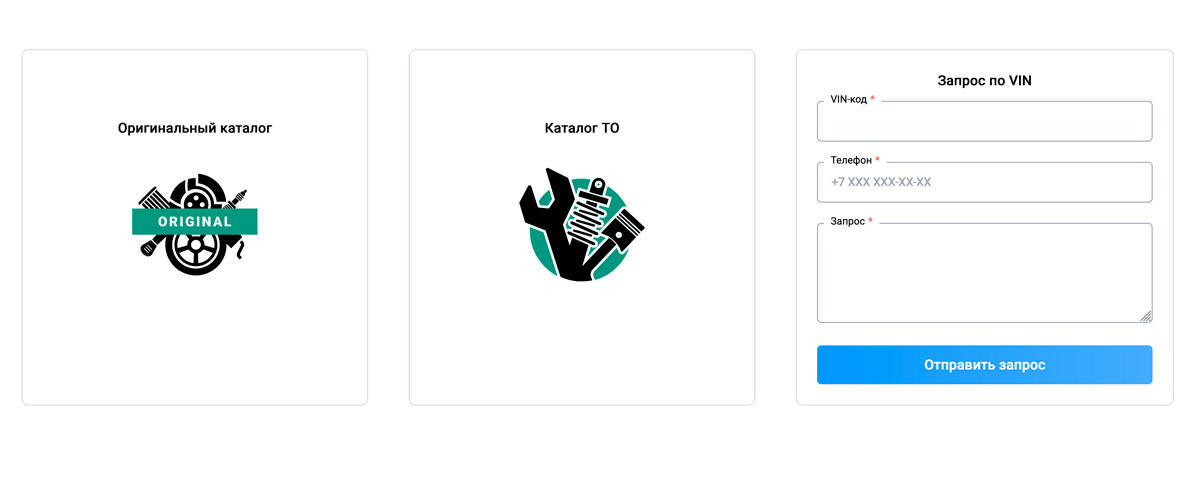 Оригинальный каталог
ORIGINAL
Каталог ТО
Запрос по VIN
VIN-код *
Телефон *
+7 XXX XXX-XX-XX
Запрос *
Отправить запрос